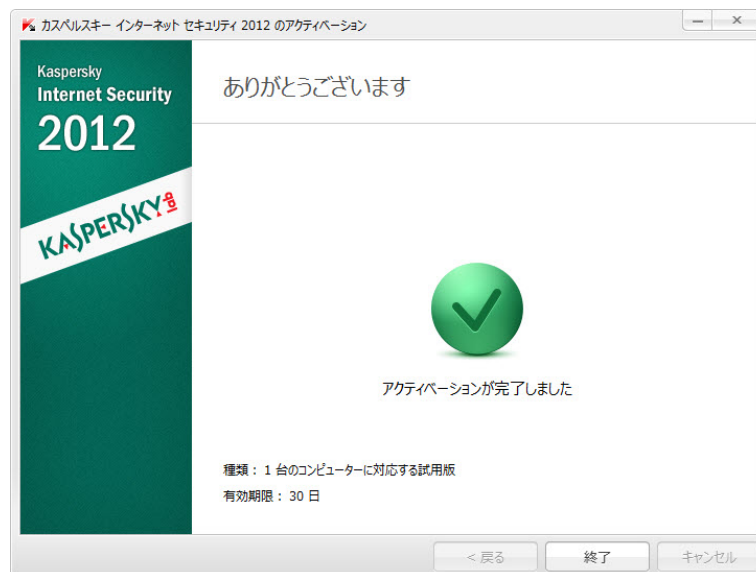 カスペルスキー インターネット セキュリティ 2012 のアクティベーション
Kaspersky
Internet Security
2012
KASPERSKY lab
ありがとうございます
アクティベーションが完了しました
種類： 1 台のコンピューターに対応する試用版
有効期限： 30 日
< 戻る
終了
キャンセル